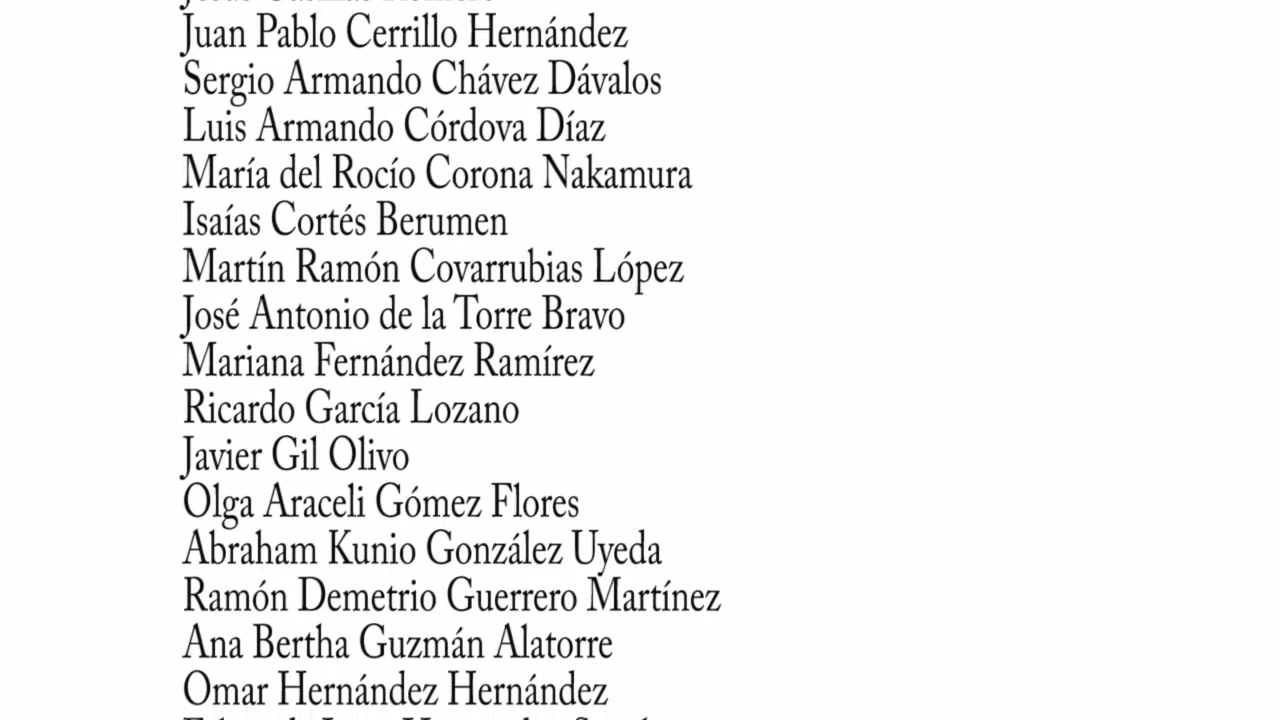 Juan Pablo Cerrillo Hernández
Sergio Armando Chávez Dávalos
Luis Armando Córdova Díaz
María del Rocío Corona Nakamura
Isaías Cortés Berumen
Martín Ramón Covarrubias López
José Antonio de la Torre Bravo
Mariana Fernández Ramírez
Ricardo García Lozano
Javier Gil Olivo
Olga Araceli Gómez Flores
Abraham Kunio González Uyeda
Ramón Demetrio Guerrero Martínez
Ana Bertha Guzmán Alatorre
Omar Hernández Hernández